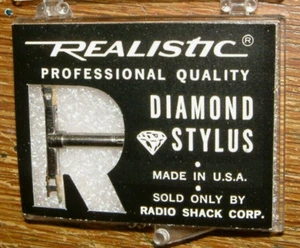 REALISTIC®
PROFESSIONAL QUALITY
R
DIAMOND
STYLUS
• MADE IN U.S.A. •
SOLD ONLY BY
RADIO SHACK CORP.